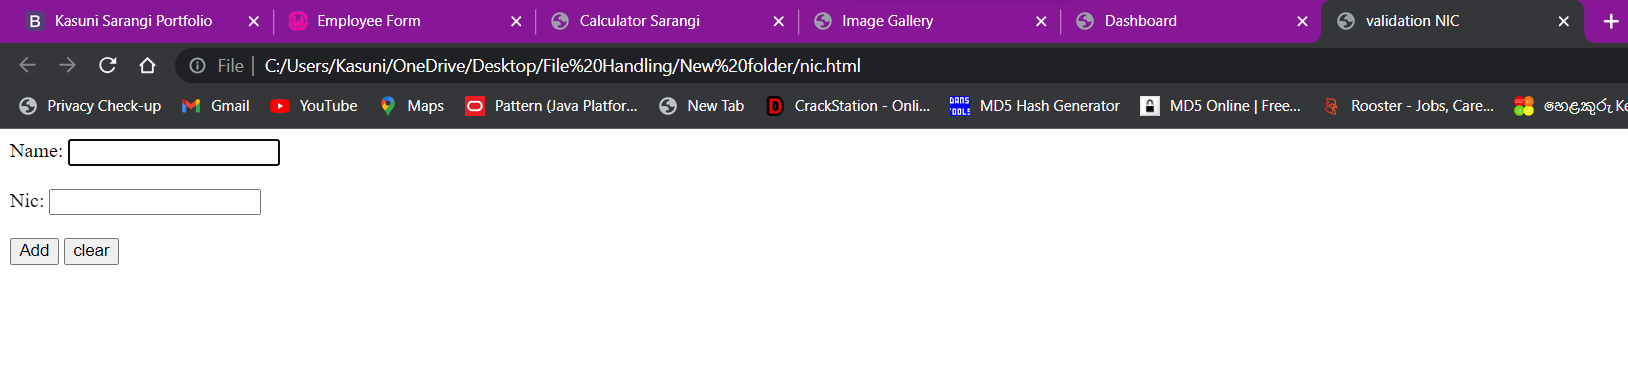 Kasuni Sarangi Portfolio Employee Form Calculator Sarangi Image Gallery Dashboard validation NIC
File C:/Users/Kasuni/OneDrive/Desktop/File%20Handling/New%20folder/nic.html
Privacy Check-up Gmail YouTube Maps Pattern (Java Platfor... New Tab CrackStation - Onli... MD5 Hash Generator MD5 Online | Free... Rooster - Jobs, Care... හෙළකුරු Ke
Name:
Nic:
Add clear